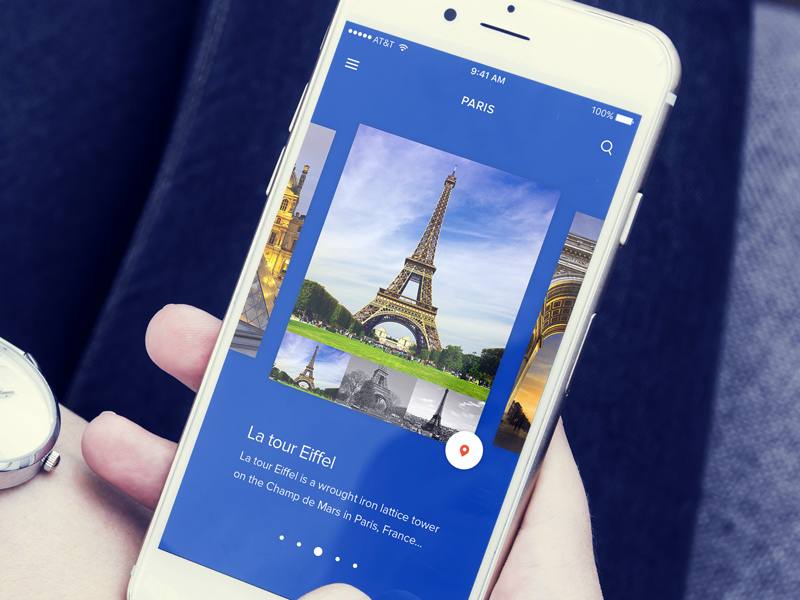 AT&T
9:41 AM
100%
PARIS
La tour Eiffel
La tour Eiffel is a wrought iron lattice tower
on the Champ de Mars in Paris, France...